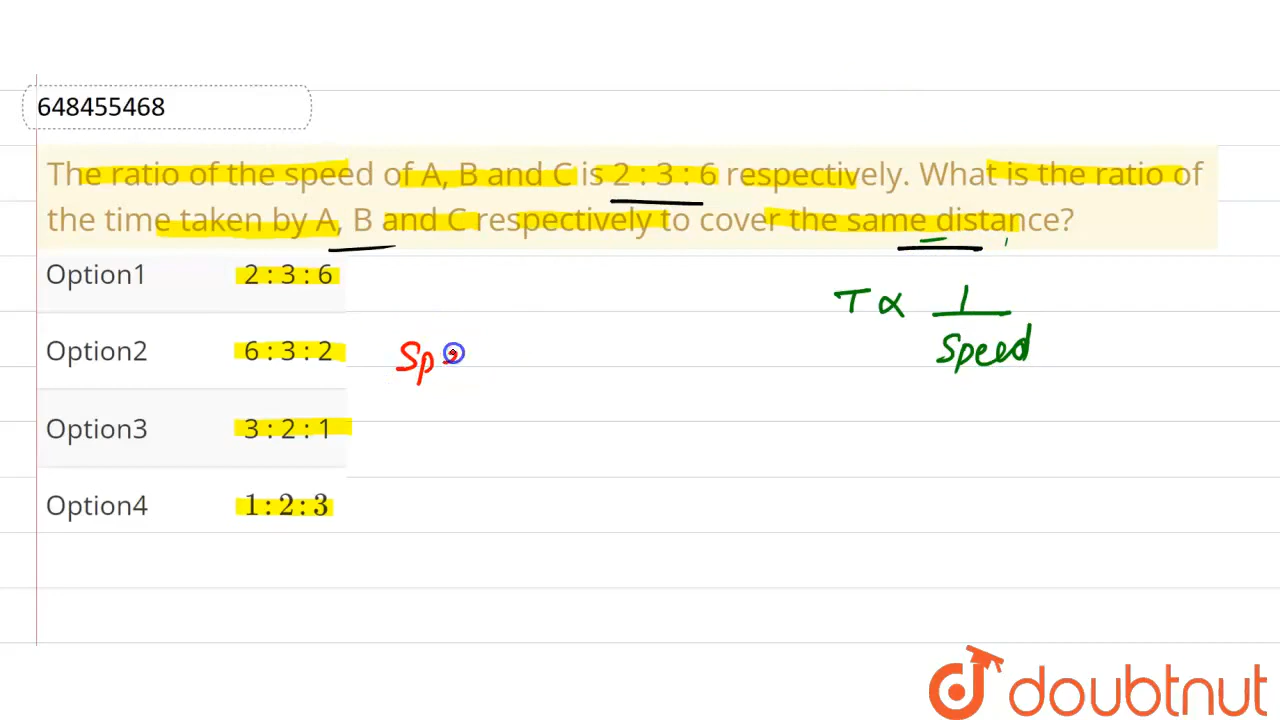 648455468
The ratio of the speed of A, B and C is 2 : 3 : 6 respectively. What is the ratio of
the time taken by A, B and C respectively to cover the same distance?
Option1 2 : 3 : 6
Option2 6 : 3 : 2
Option3 3 : 2 : 1
Option4 1 : 2 : 3
T ∝ 1
Speed
Sp
doubtnut